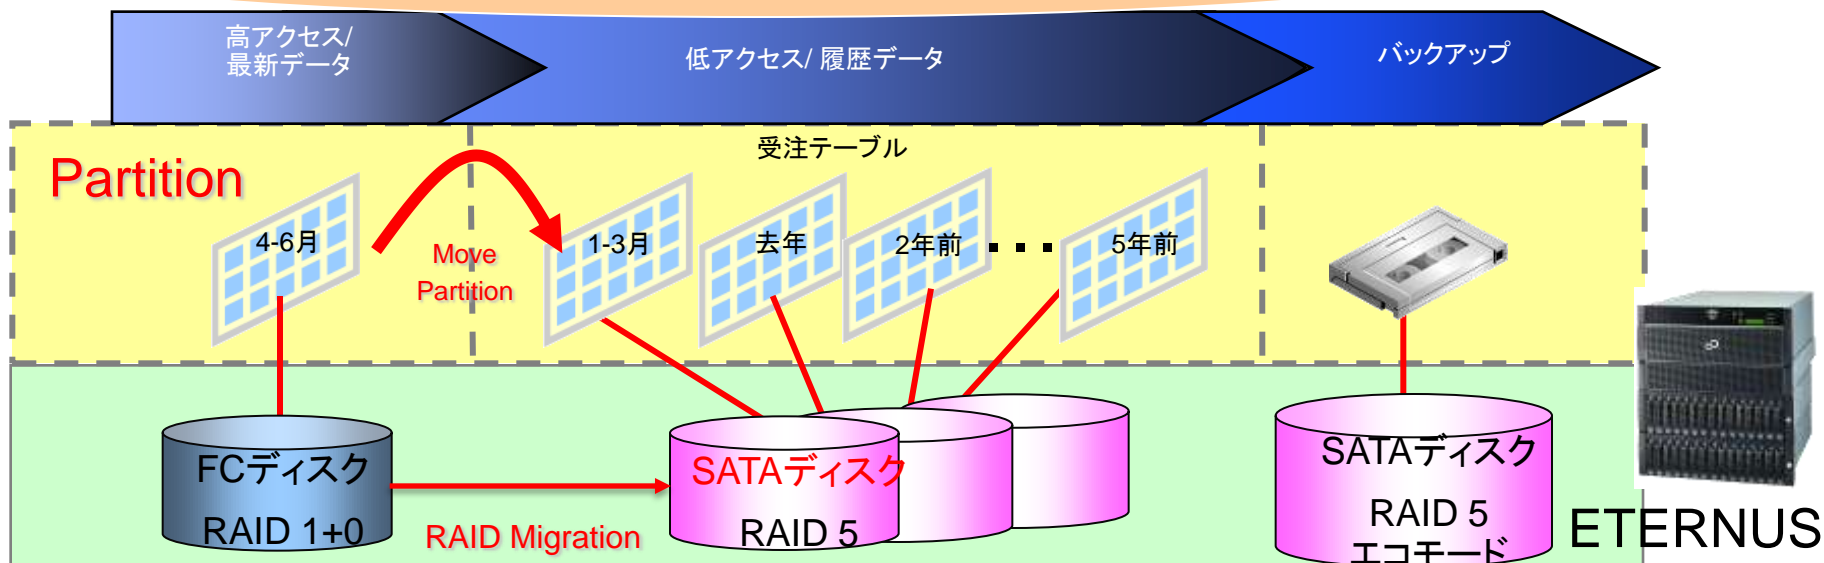 高アクセス/
最新データ
低アクセス/ 履歴データ
バックアップ
受注テーブル
Partition
4-6月
Move
Partition
1-3月
去年
2年前
・・・
5年前
FCディスク
RAID 1+0
RAID Migration
SATAディスク
RAID 5
SATAディスク
RAID 5
エコモード
ETERNUS